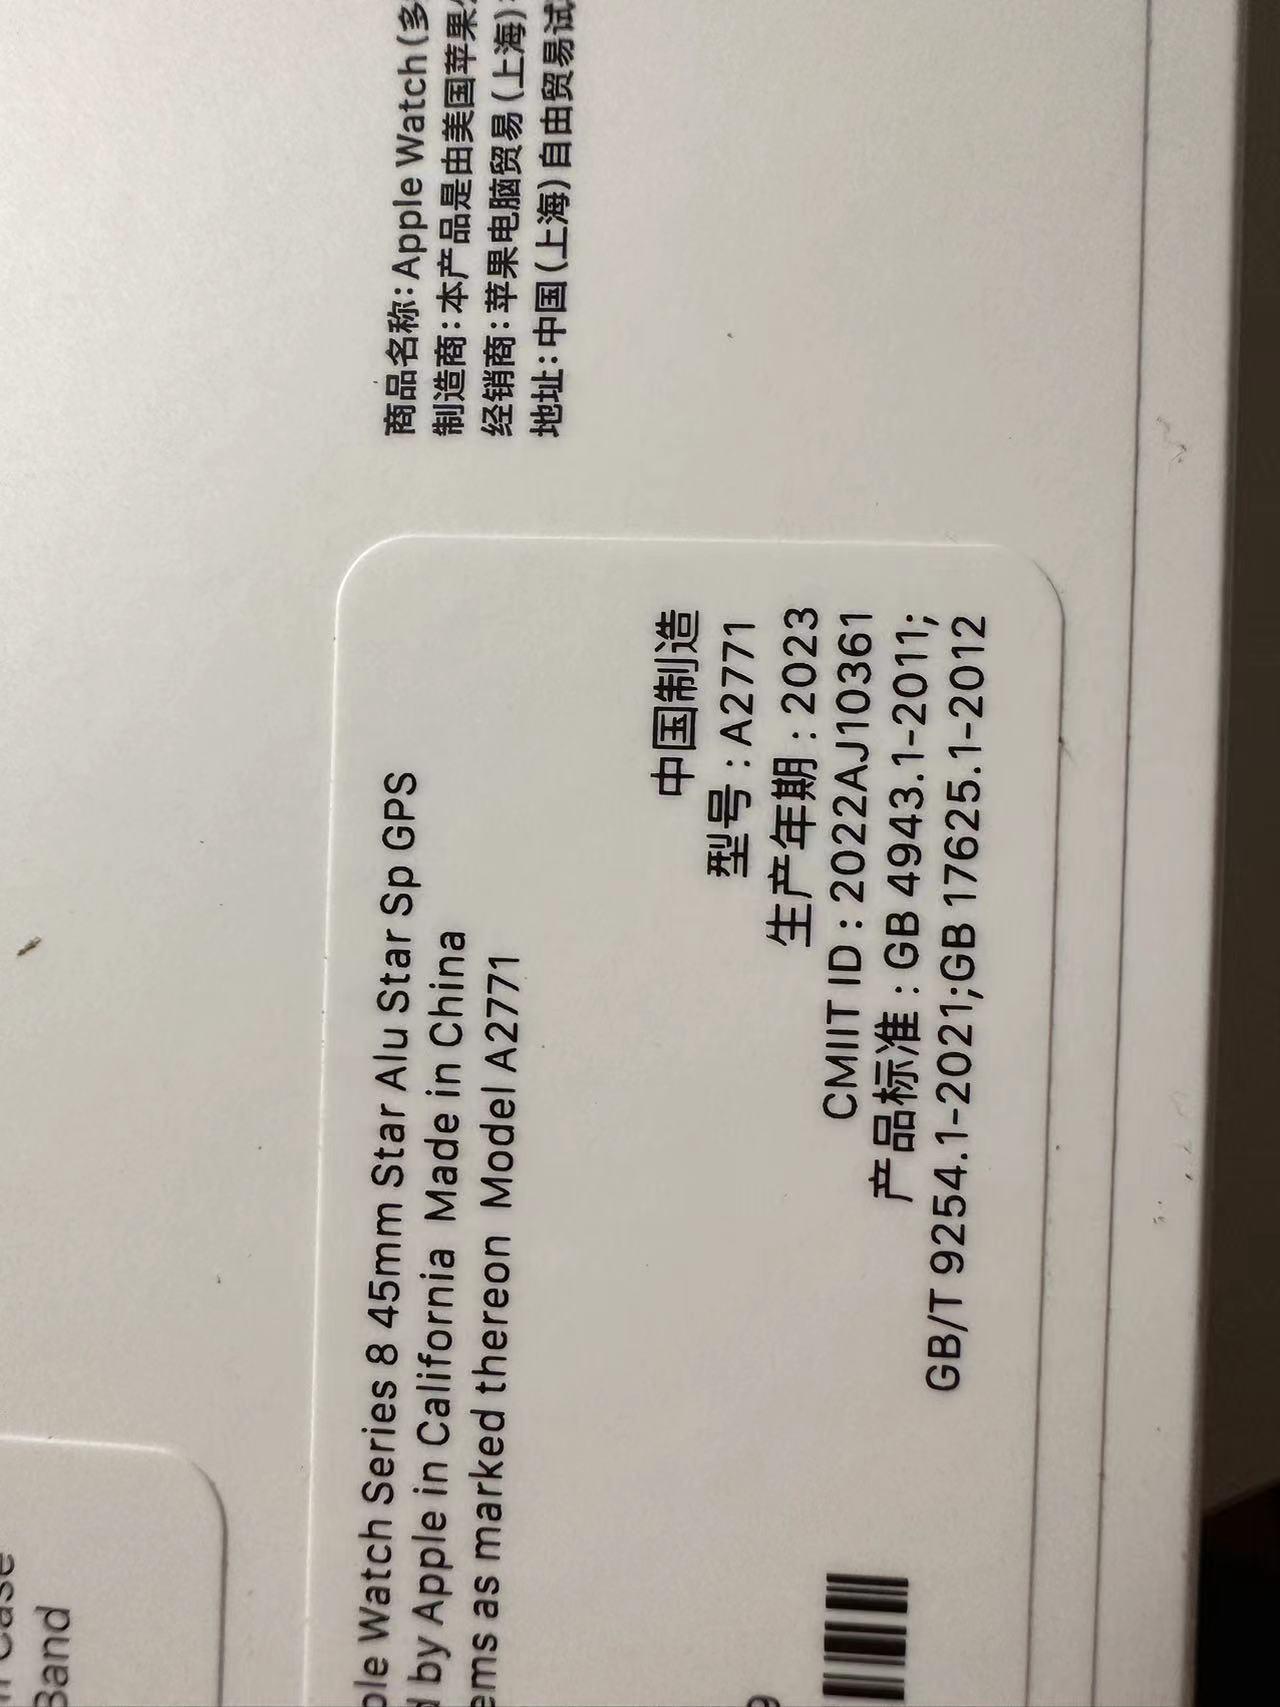 商品名称：Apple Watch（多
制造商：本产品是由美国苹果
经销商：苹果电脑贸易（上海）
地址：中国（上海）自由贸易试
Watch Series 8 45mm Star Alu Star Sp GPS
by Apple in California Made in China
as marked thereon Model A2771
中国制造
型号：A2771
生产年期：2023
CMIIT ID：2022AJ10361
产品标准：GB 4943.1-2011;
GB/T 9254.1-2021;GB 17625.1-2012
Case
Band
9